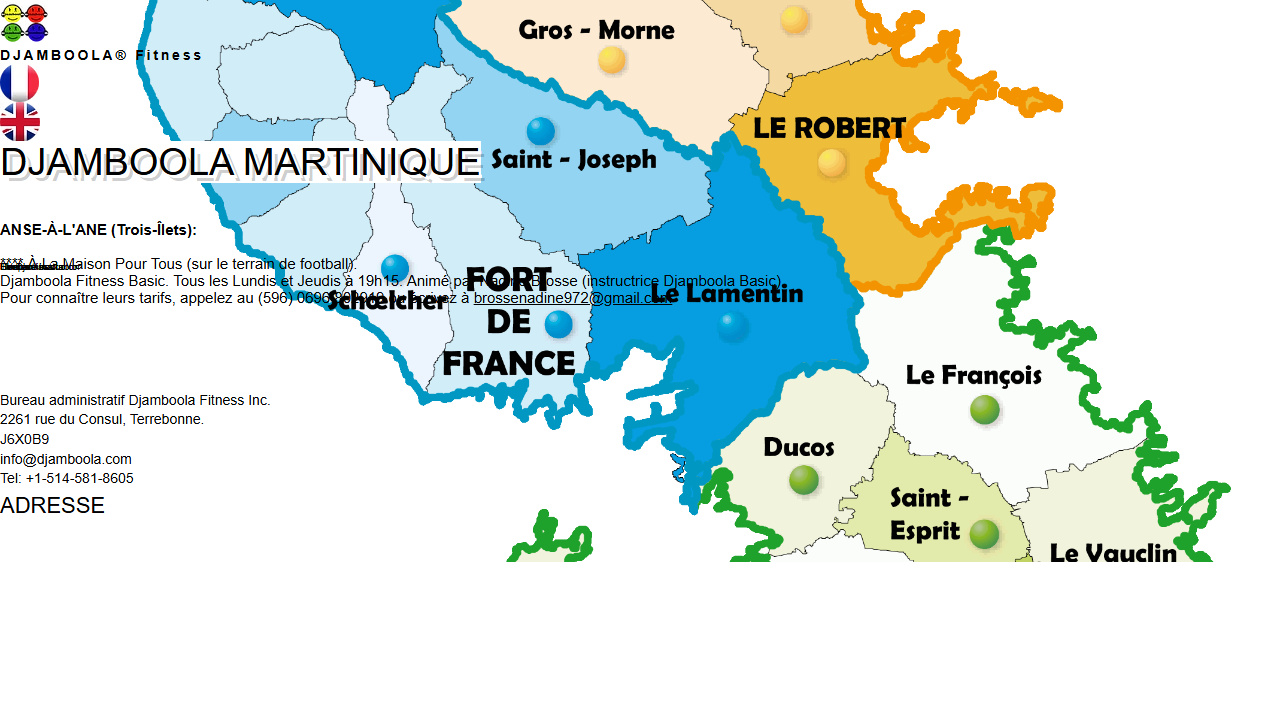 DJAMBOOLA® Fitness
DJAMBOOLA MARTINIQUE
ANSE-À-L'ANE (Trois-Îlets):
**** À La Maison Pour Tous (sur le terrain de football).
Djamboola Fitness Basic. Tous les Lundis et Jeudis à 19h15. Animé par Nadine Brosse (instructrice Djamboola Basic).
Pour connaître leurs tarifs, appelez au (596) 0696 ou écrivez à brossenadine972@gmail.com
Bureau administratif Djamboola Fitness Inc.
2261 rue du Consul, Terrebonne.
J6X0B9
info@djamboola.com
Tel: +1-514-581-8605
ADRESSE
Gros - Morne
LE ROBERT
Saint - Joseph
Schœlcher
FORT
DE
FRANCE
Le Lamentin
Le François
Ducos
Saint -
Esprit
Le Vauclin